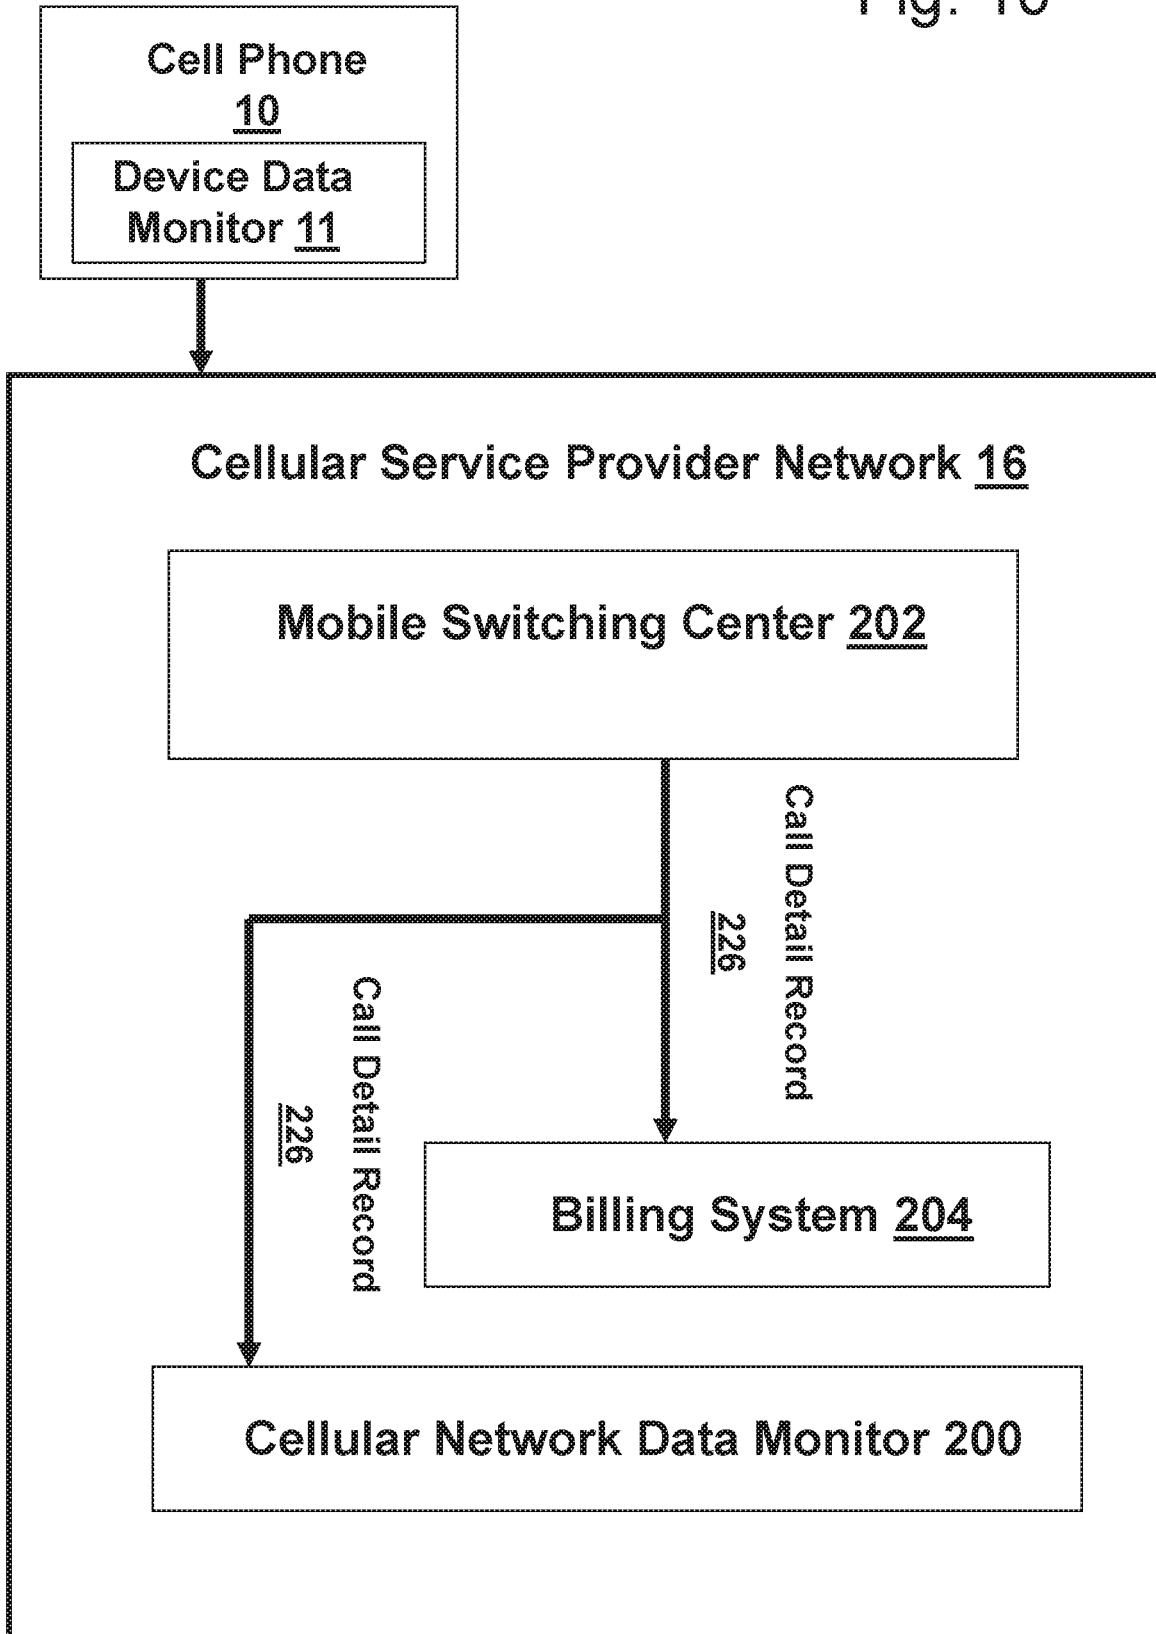 Cell Phone
10
Device Data
Monitor 11
Cellular Service Provider Network 16
Mobile Switching Center 202
Call Detail Record
226
Call Detail Record
226
Billing System 204
Cellular Network Data Monitor 200